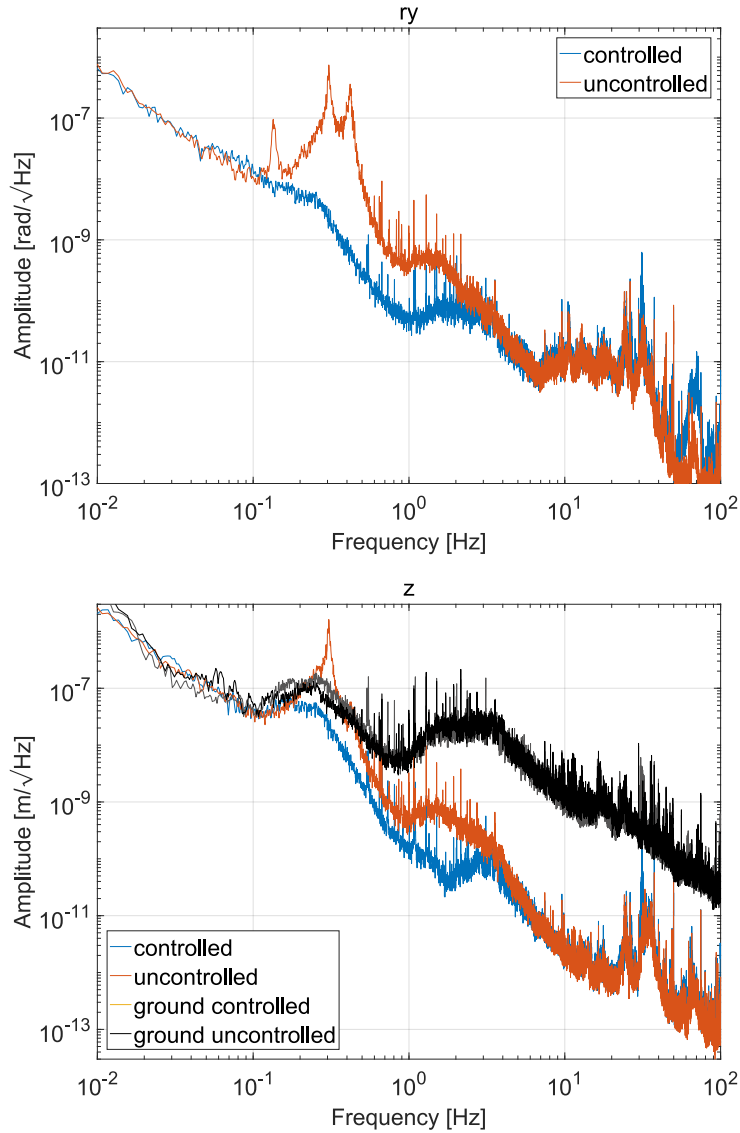 ry
controlled
uncontrolled
10^-7
10^-9
10^-11
10^-13
Amplitude [rad/√Hz]
10^-2 10^-1 10^0 10^1 10^2
Frequency [Hz]
z
10^-7
10^-9
10^-11
10^-13
Amplitude [m/√Hz]
controlled
uncontrolled
ground controlled
ground uncontrolled
10^-2 10^-1 10^0 10^1 10^2
Frequency [Hz]